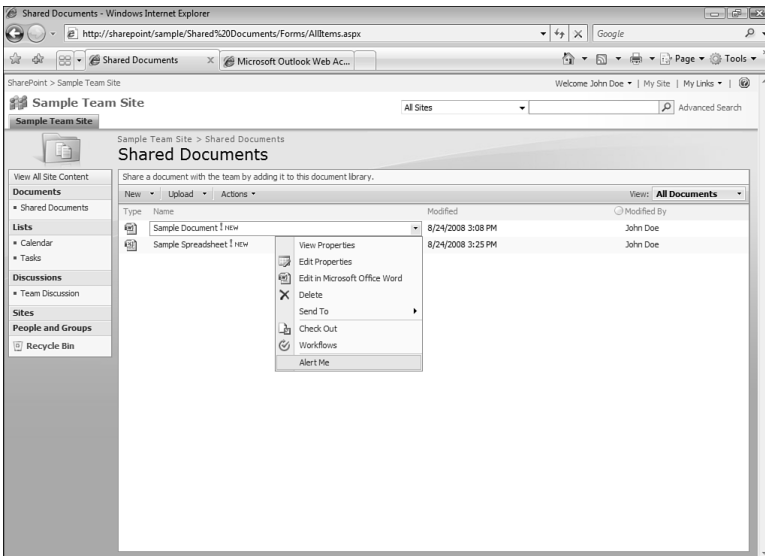 Shared Documents - Windows Internet Explorer
http://sharepoint/sample/Shared%20Documents/Forms/AllItems.aspx
Google
Shared Documents
Microsoft Outlook Web Ac...
Page
Tools
SharePoint > Sample Team Site
Welcome John Doe | My Site | My Links
Sample Team Site
All Sites
Advanced Search
Sample Team Site
Sample Team Site > Shared Documents
Shared Documents
View All Site Content
Share a document with the team by adding it to this document library.
Documents
New Upload Actions
View: All Documents
Shared Documents
Type Name Modified Modified By
Lists
Sample Document ! NEW 8/24/2008 3:08 PM John Doe
Calendar
Sample Spreadsheet ! NEW 8/24/2008 3:25 PM John Doe
Tasks
View Properties
Edit Properties
Edit in Microsoft Office Word
Delete
Send To
Check Out
Workflows
Alert Me
Discussions
Team Discussion
Sites
People and Groups
Recycle Bin